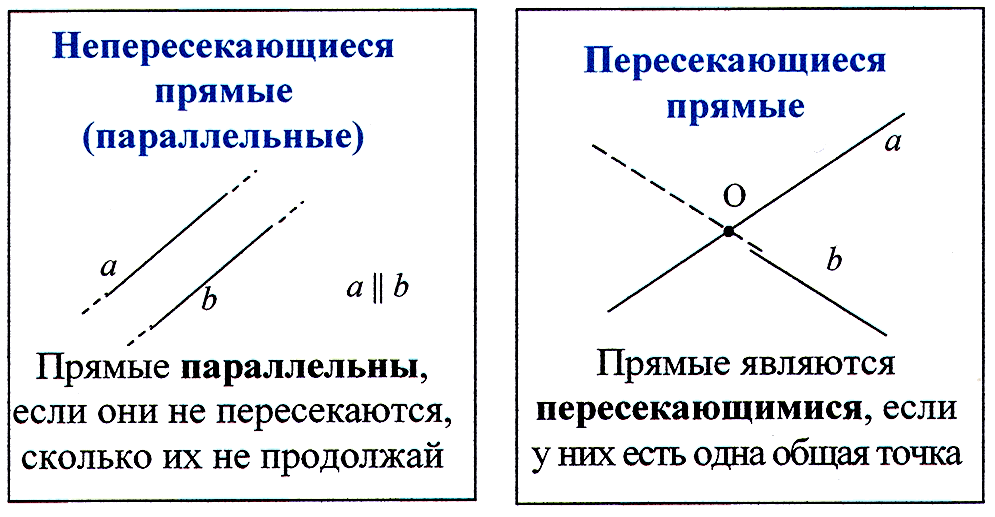 Непересекающиеся
прямые
(параллельные)
a
b
a || b
Прямые параллельны,
если они не пересекаются,
сколько их не продолжай
Пересекающиеся
прямые
a
О
b
Прямые являются
пересекающимися, если
у них есть одна общая точка